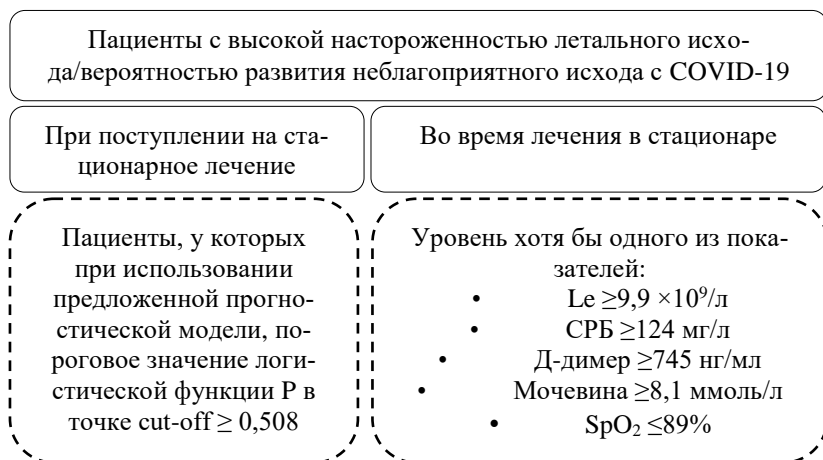 Пациенты с высокой настороженностью летального исхо-
да/вероятностью развития неблагоприятного исхода с COVID-19
При поступлении на ста-
ционарное лечение
Во время лечения в стационаре
Пациенты, у которых
при использовании
предложенной прогно-
стической модели, по-
роговое значение логи-
стической функции P в
точке cut-off ≥ 0,508
Уровень хотя бы одного из пока-
зателей:
• Le ≥9,9 ×10⁹/л
• СРБ ≥124 мг/л
• Д-димер ≥745 нг/мл
• Мочевина ≥8,1 ммоль/л
• SpO₂ ≤89%